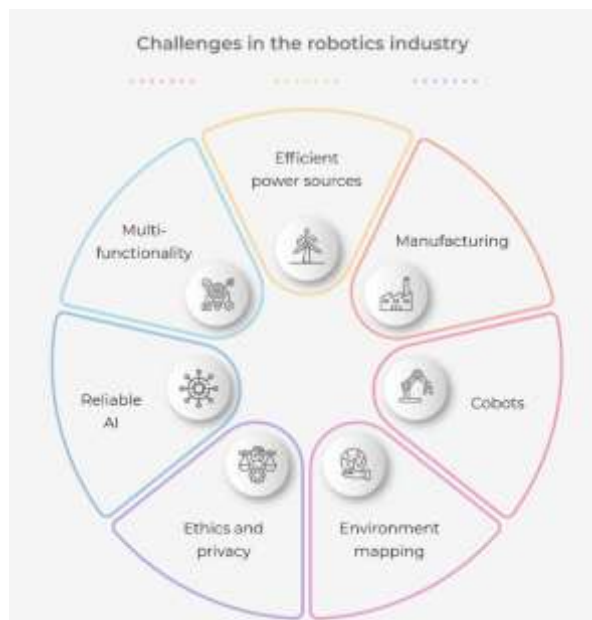 Challenges in the robotics industry
Efficient
power sources
Manufacturing
Cobots
Environment
mapping
Ethics and
privacy
Reliable
AI
Multi-
functionality